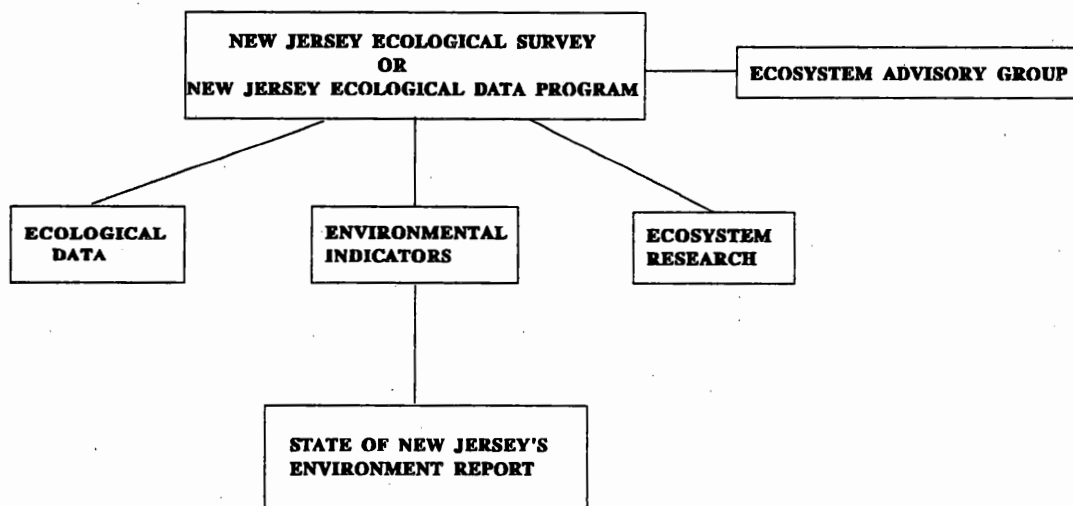 NEW JERSEY ECOLOGICAL SURVEY
OR
NEW JERSEY ECOLOGICAL DATA PROGRAM
ECOSYSTEM ADVISORY GROUP
ECOLOGICAL
DATA
ENVIRONMENTAL
INDICATORS
ECOSYSTEM
RESEARCH
STATE OF NEW JERSEY'S
ENVIRONMENT REPORT